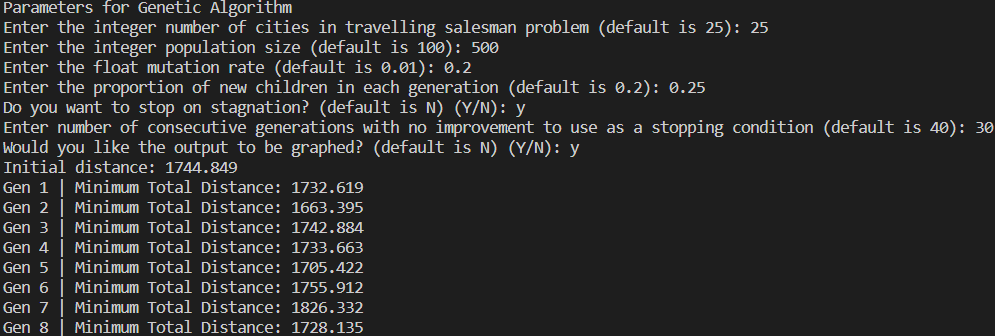 Parameters for Genetic Algorithm
Enter the integer number of cities in travelling salesman problem (default is 25): 25
Enter the integer population size (default is 100): 500
Enter the float mutation rate (default is 0.01): 0.2
Enter the proportion of new children in each generation (default is 0.2): 0.25
Do you want to stop on stagnation? (default is N) (Y/N): y
Enter number of consecutive generations with no improvement to use as a stopping condition (default is 40): 30
Would you like the output to be graphed? (default is N) (Y/N): y
Initial distance: 1744.849
Gen 1 | Minimum Total Distance: 1732.619
Gen 2 | Minimum Total Distance: 1663.395
Gen 3 | Minimum Total Distance: 1742.884
Gen 4 | Minimum Total Distance: 1733.663
Gen 5 | Minimum Total Distance: 1705.422
Gen 6 | Minimum Total Distance: 1755.912
Gen 7 | Minimum Total Distance: 1826.332
Gen 8 | Minimum Total Distance: 1728.135